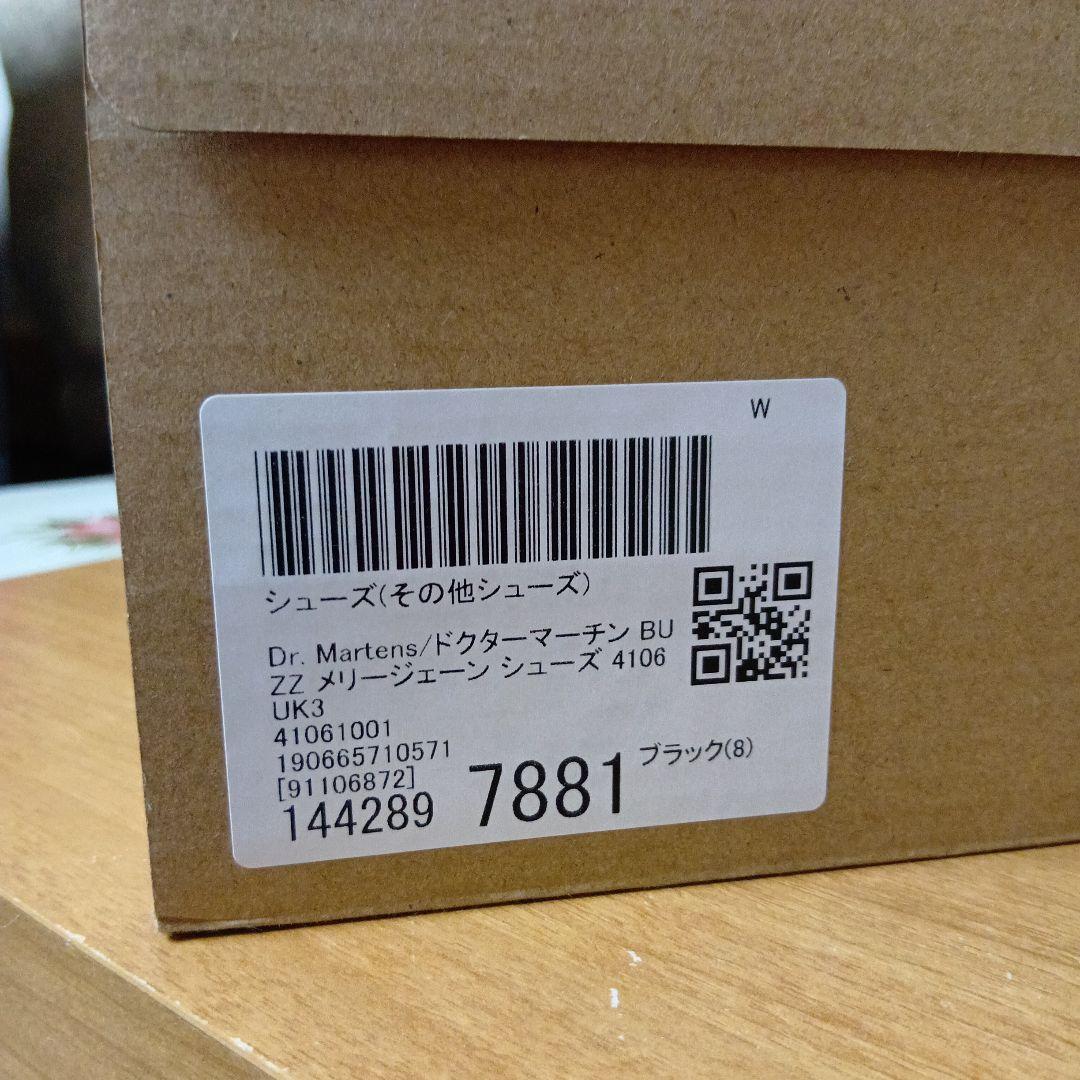 W
シューズ(その他シューズ)
Dr. Martens/ドクターマーチン BU
ZZ メリージェーン シューズ 4106
UK3
41061001
190665710571
[91106872]
144289 7881 ブラック(8)